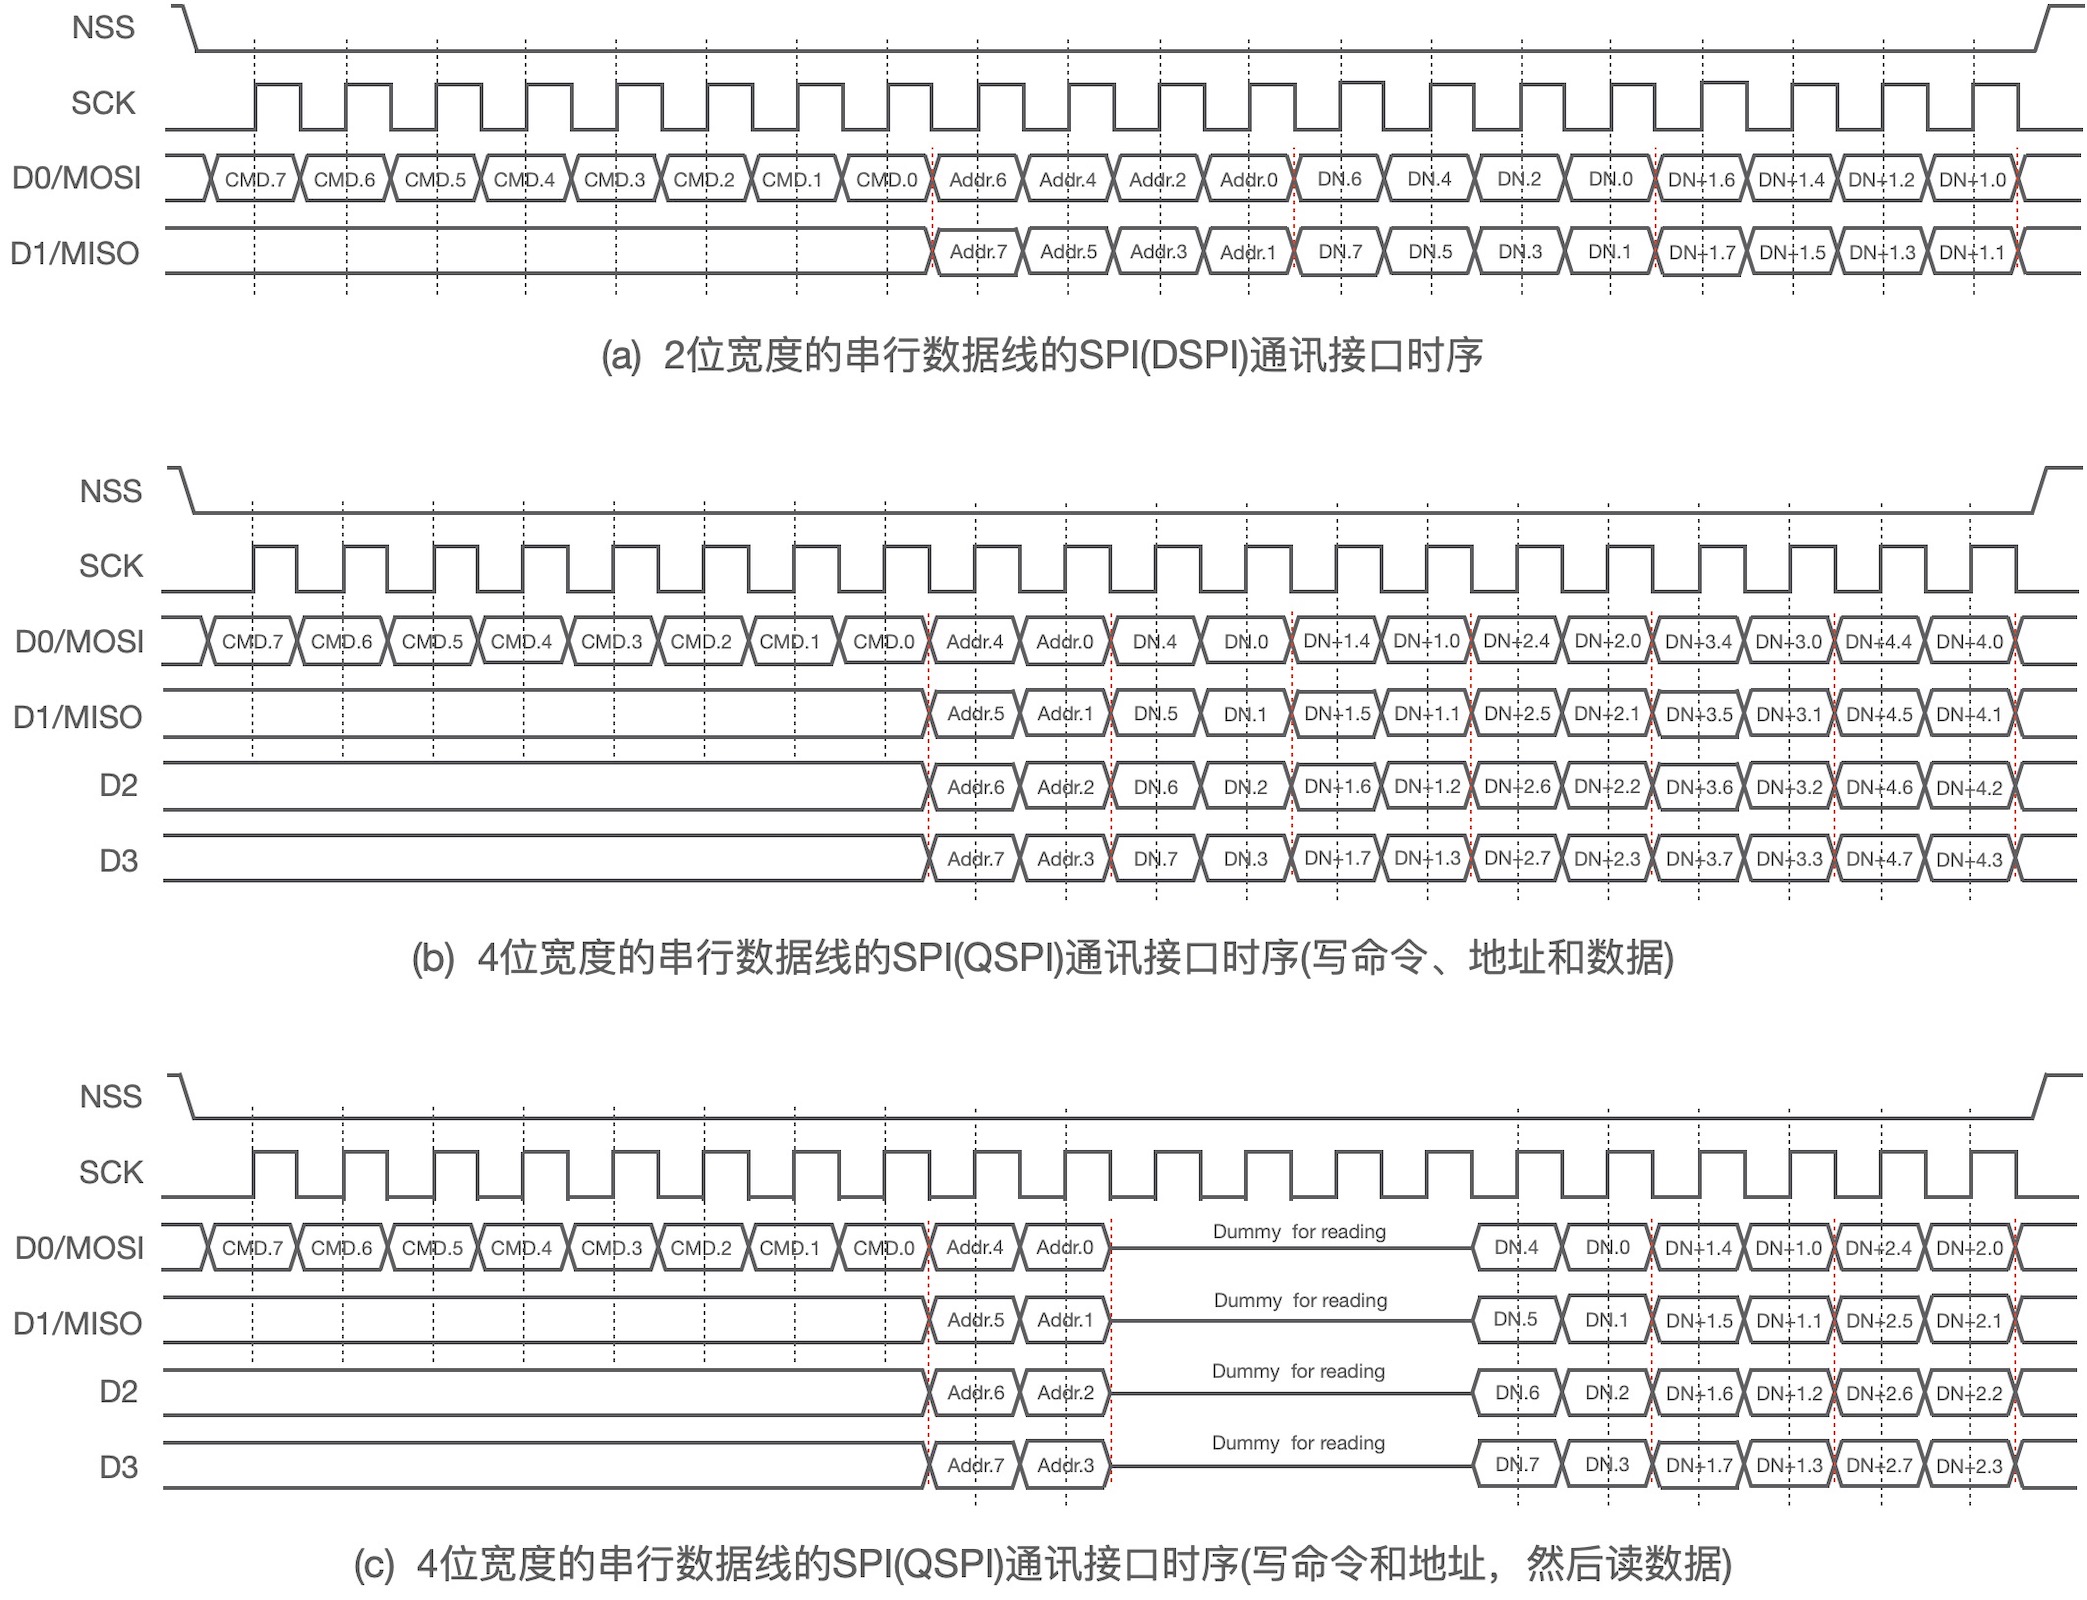 NSS
SCK
D0/MOSI CMD.7 CMD.6 CMD.5 CMD.4 CMD.3 CMD.2 CMD.1 CMD.0 Addr.6 Addr.4 Addr.2 Addr.0 DN.6 DN.4 DN.2 DN.0 DN+1.6 DN+1.4 DN+1.2 DN+1.0
D1/MISO Addr.7 Addr.5 Addr.3 Addr.1 DN.7 DN.5 DN.3 DN.1 DN+1.7 DN+1.5 DN+1.3 DN+1.1
(a) 2位宽度的串行数据线的SPI(DSPI)通讯接口时序
NSS
SCK
D0/MOSI CMD.7 CMD.6 CMD.5 CMD.4 CMD.3 CMD.2 CMD.1 CMD.0 Addr.4 Addr.0 DN.4 DN.0 DN+1.4 DN+1.0 DN+2.4 DN+2.0 DN+3.4 DN+3.0 DN+4.4 DN+4.0
D1/MISO Addr.5 Addr.1 DN.5 DN.1 DN+1.5 DN+1.1 DN+2.5 DN+2.1 DN+3.5 DN+3.1 DN+4.5 DN+4.1
D2 Addr.6 Addr.2 DN.6 DN.2 DN+1.6 DN+1.2 DN+2.6 DN+2.2 DN+3.6 DN+3.2 DN+4.6 DN+4.2
D3 Addr.7 Addr.3 DN.7 DN.3 DN+1.7 DN+1.3 DN+2.7 DN+2.3 DN+3.7 DN+3.3 DN+4.7 DN+4.3
(b) 4位宽度的串行数据线的SPI(QSPI)通讯接口时序(写命令、地址和数据)
NSS
SCK
D0/MOSI CMD.7 CMD.6 CMD.5 CMD.4 CMD.3 CMD.2 CMD.1 CMD.0 Addr.4 Addr.0 Dummy for reading DN.4 DN.0 DN+1.4 DN+1.0 DN+2.4 DN+2.0
D1/MISO Addr.5 Addr.1 Dummy for reading DN.5 DN.1 DN+1.5 DN+1.1 DN+2.5 DN+2.1
D2 Addr.6 Addr.2 Dummy for reading DN.6 DN.2 DN+1.6 DN+1.2 DN+2.6 DN+2.2
D3 Addr.7 Addr.3 Dummy for reading DN.7 DN.3 DN+1.7 DN+1.3 DN+2.7 DN+2.3
(c) 4位宽度的串行数据线的SPI(QSPI)通讯接口时序(写命令和地址，然后读数据)